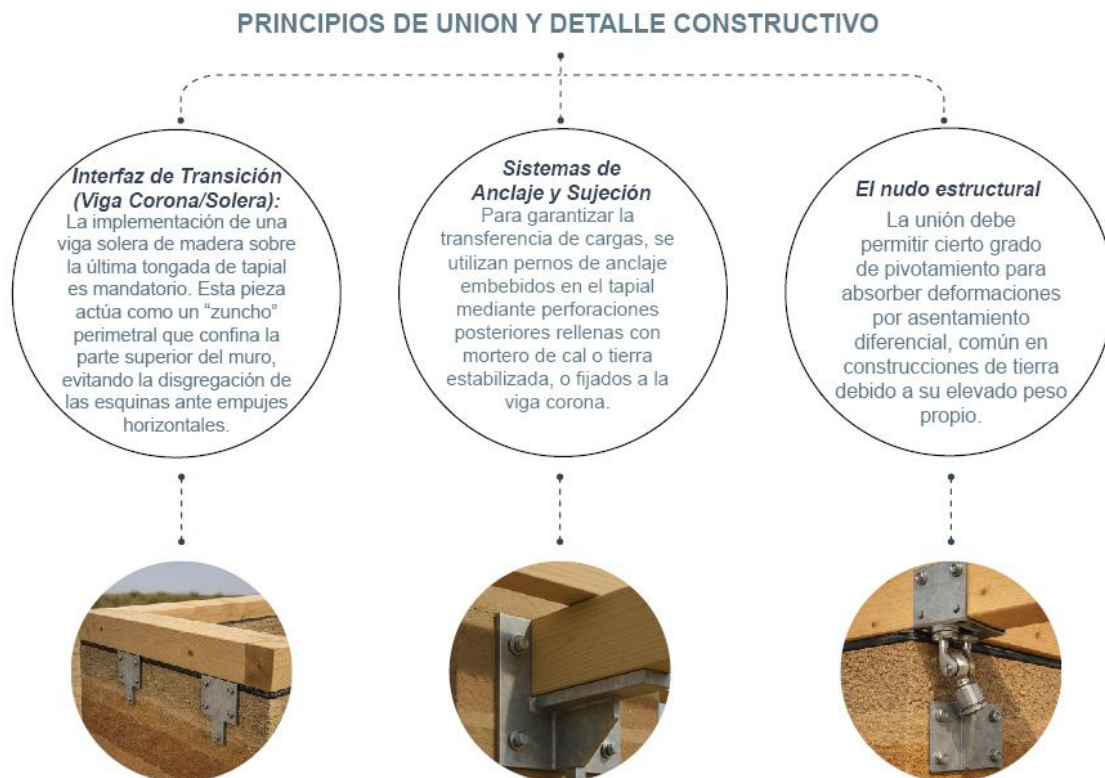 PRINCIPIOS DE UNION Y DETALLE CONSTRUCTIVO
Interfaz de Transición
(Viga Corona/Solera):
La implementación de una
viga solera de madera sobre
la última tongada de tapial
es mandatorio. Esta pieza
actúa como un “zuncho”
perimetral que confina la
parte superior del muro,
evitando la disgregación de
las esquinas ante empujes
horizontales.
Sistemas de
Anclaje y Sujeción
Para garantizar la
transferencia de cargas, se
utilizan pernos de anclaje
embebidos en el tapial
mediante perforaciones
posteriores rellenas con
mortero de cal o tierra
estabilizada, o fijados a la
viga corona.
El nudo estructural
La unión debe
permitir cierto grado
de pivotamiento para
absorber deformaciones
por asentamiento
diferencial, común en
construcciones de tierra
debido a su elevado peso
propio.